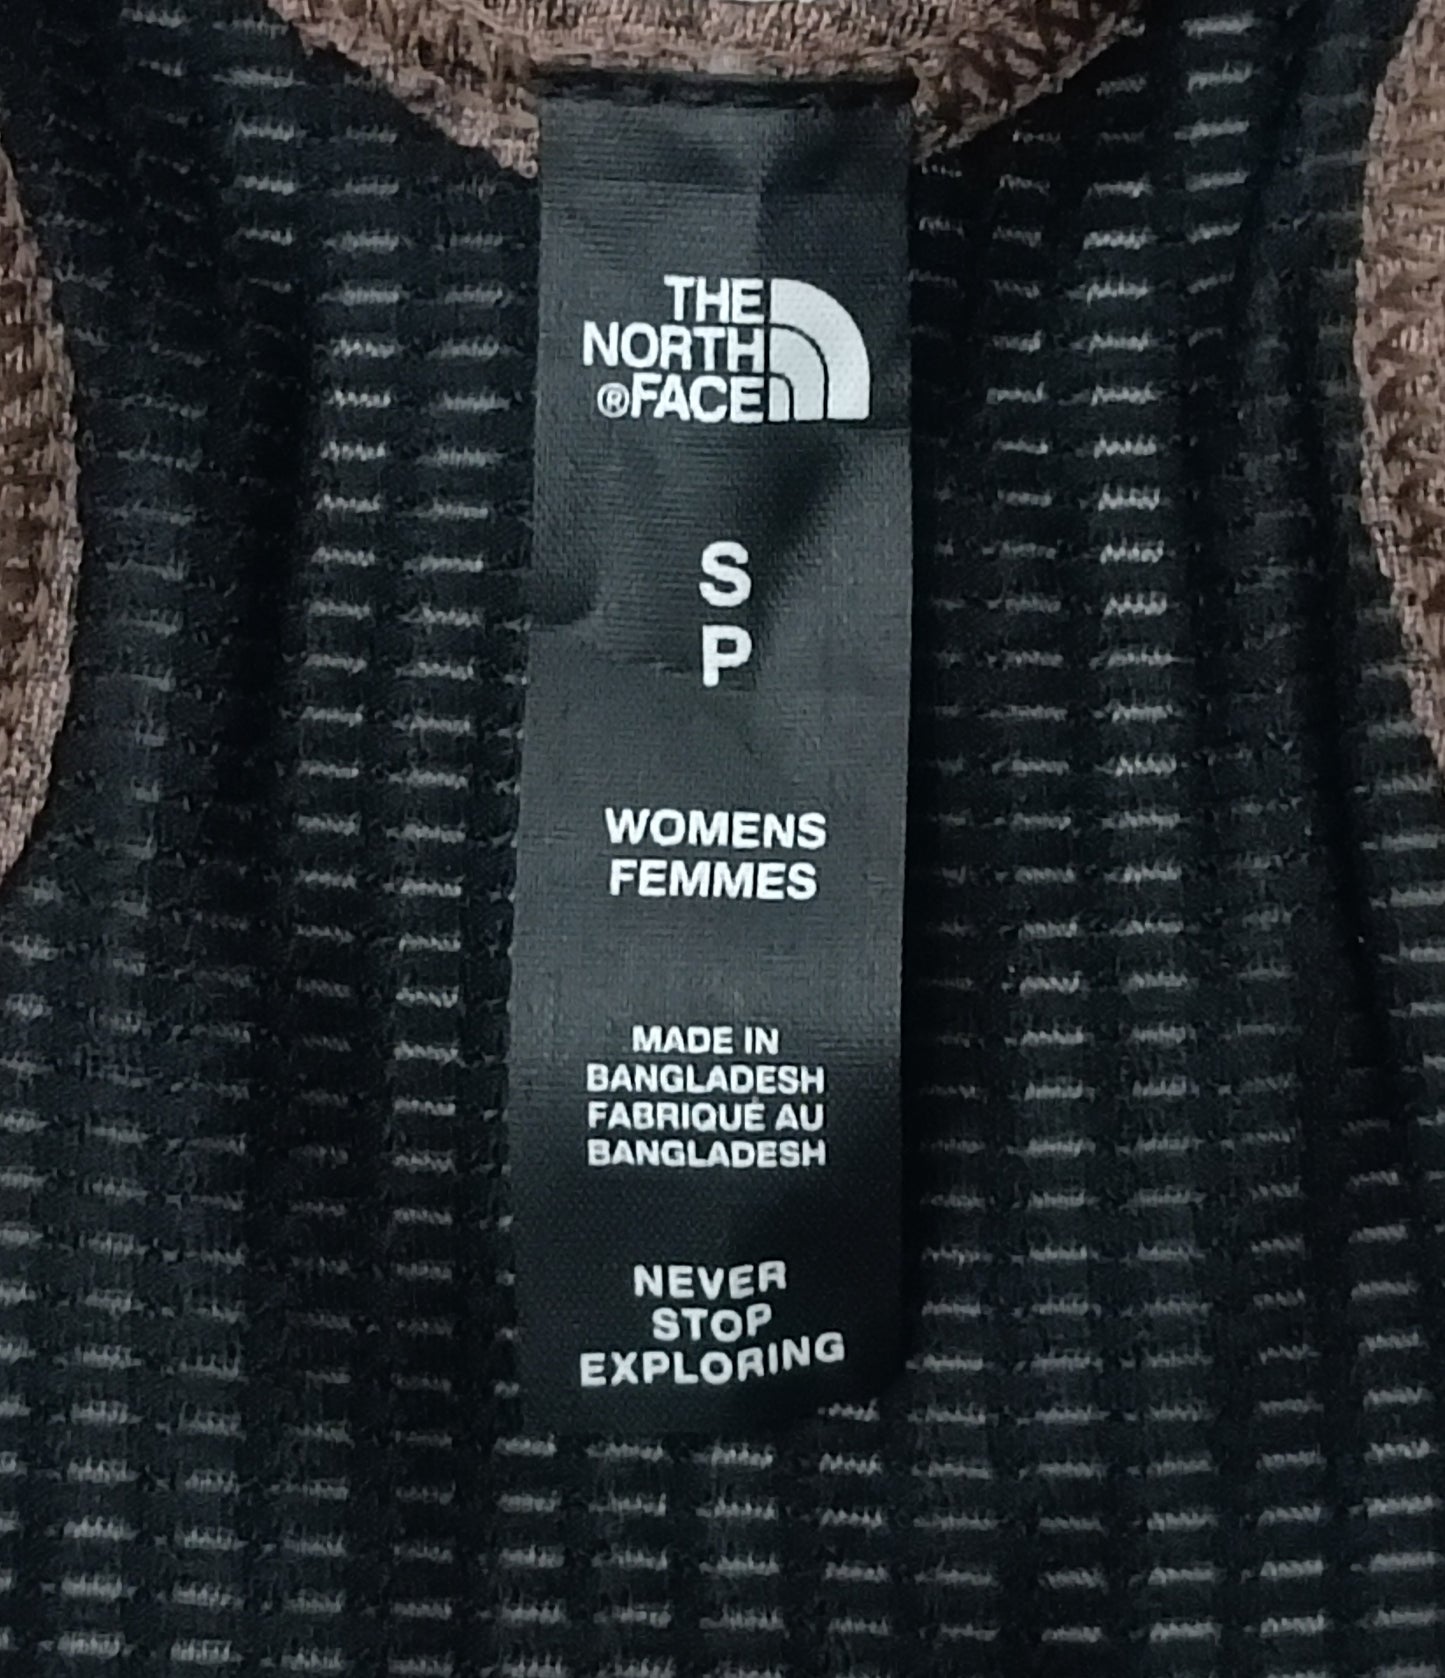 THE
NORTH
®FACE
S
P
WOMENS
FEMMES
MADE IN
BANGLADESH
FABRIQUÉ AU
BANGLADESH
NEVER
STOP
EXPLORING